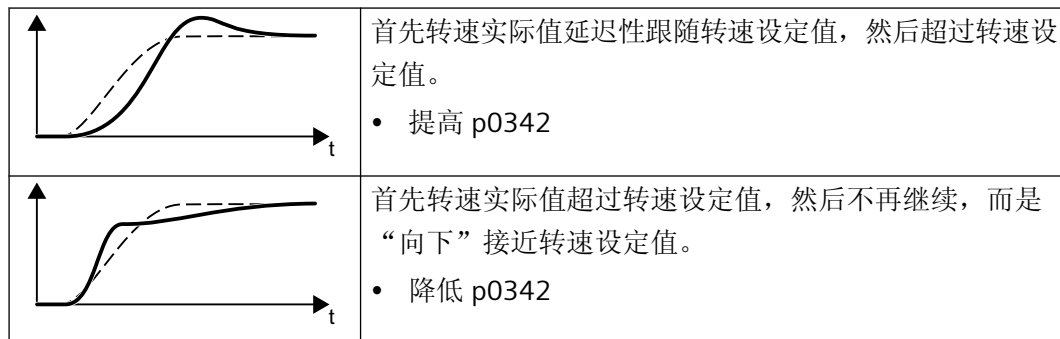 t
首先转速实际值延迟性跟随转速设定值，然后超过转速设
定值。
• 提高 p0342
t
首先转速实际值超过转速设定值，然后不再继续，而是
“向下”接近转速设定值。
• 降低 p0342